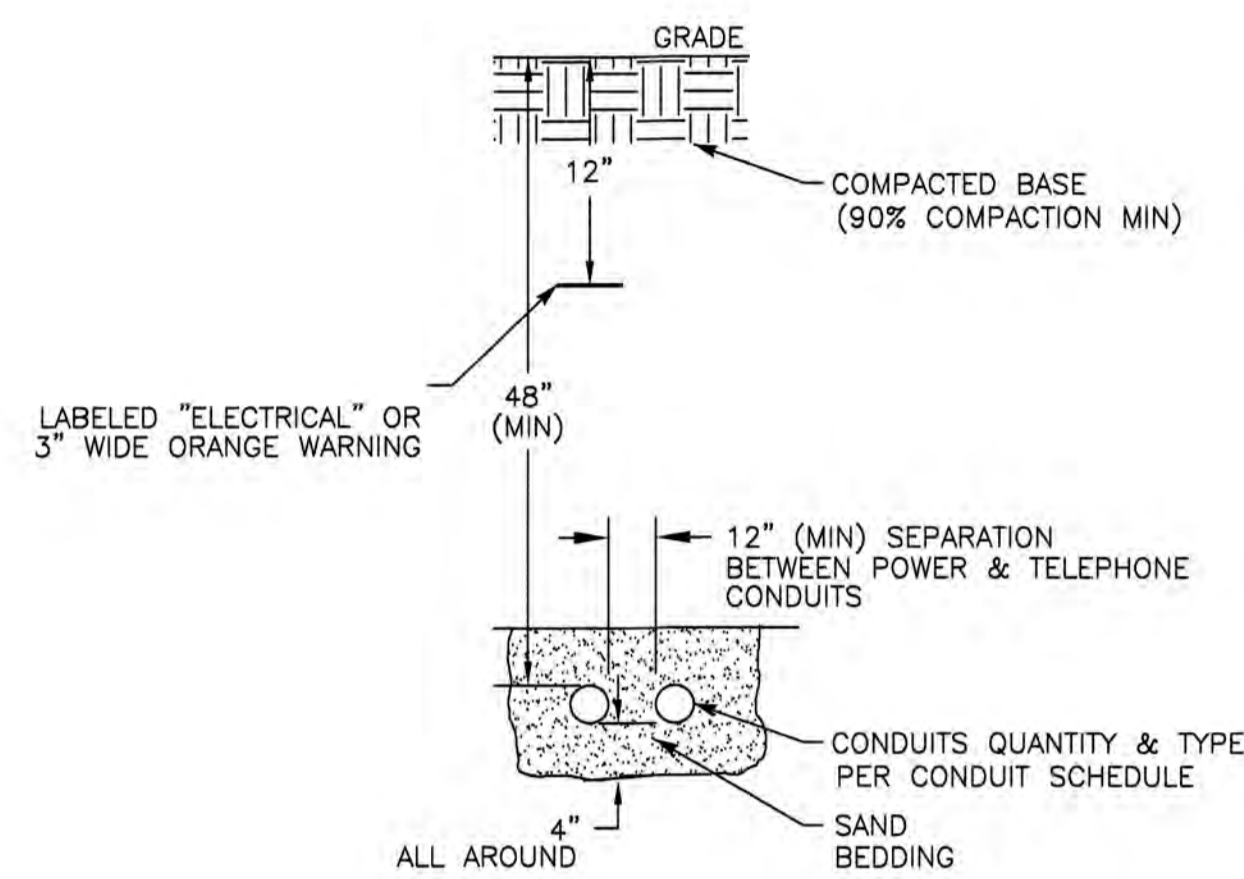 GRADE
12"
COMPACTED BASE
(90% COMPACTION MIN)
LABELED "ELECTRICAL" OR
3" WIDE ORANGE WARNING
48"
(MIN)
12" (MIN) SEPARATION
BETWEEN POWER & TELEPHONE
CONDUITS
CONDUITS QUANTITY & TYPE
PER CONDUIT SCHEDULE
4"
ALL AROUND
SAND
BEDDING